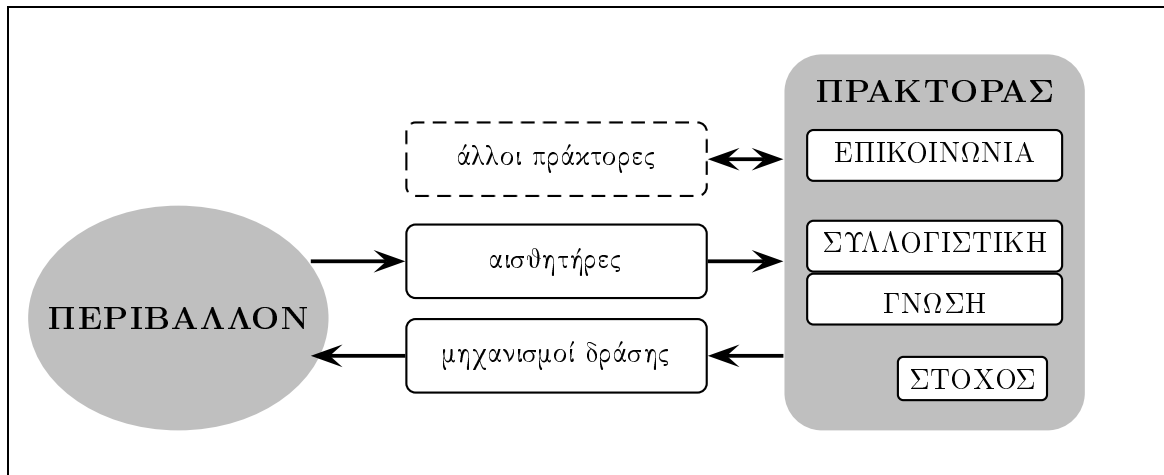 ΠΡΑΚΤΟΡΑΣ
άλλοι πράκτορες
ΕΠΙΚΟΙΝΩΝΙΑ
αισθητήρες
ΣΥΛΛΟΓΙΣΤΙΚΗ
ΓΝΩΣΗ
ΠΕΡΙΒΑΛΛΟΝ
μηχανισμοί δράσης
ΣΤΟΧΟΣ